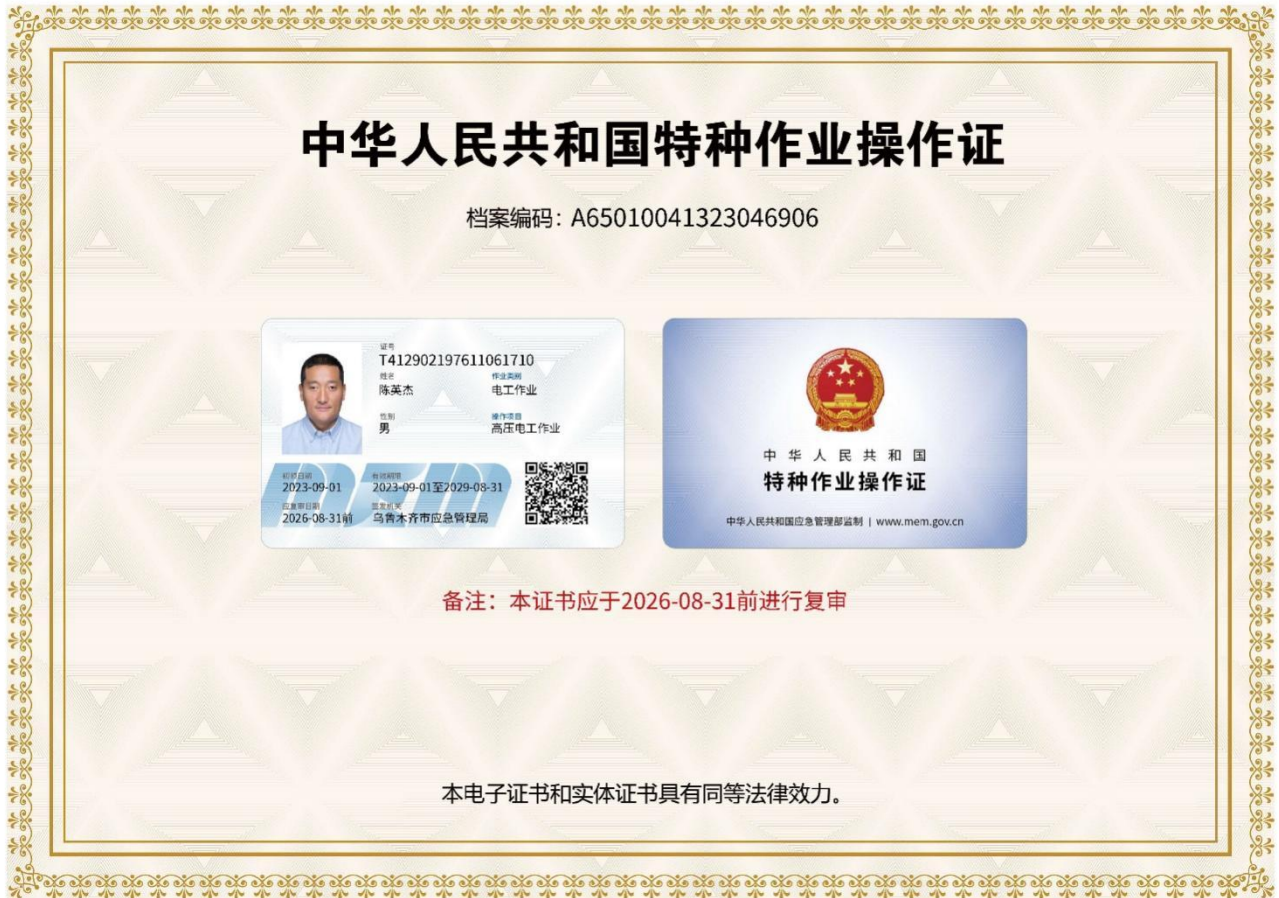 中华人民共和国特种作业操作证
档案编码：A65010041323046906
证号
T412902197611061710
姓名
陈英杰
作业类别
电工作业
性别
男
操作项目
高压电工作业
初领日期
2023-09-01
有效期限
2023-09-01至2029-08-31
应复审日期
2026-08-31前
签发机关
乌鲁木齐市应急管理局
中华人民共和国
特种作业操作证
中华人民共和国应急管理部监制 | www.mem.gov.cn
备注：本证书应于2026-08-31前进行复审
本电子证书和实体证书具有同等法律效力。